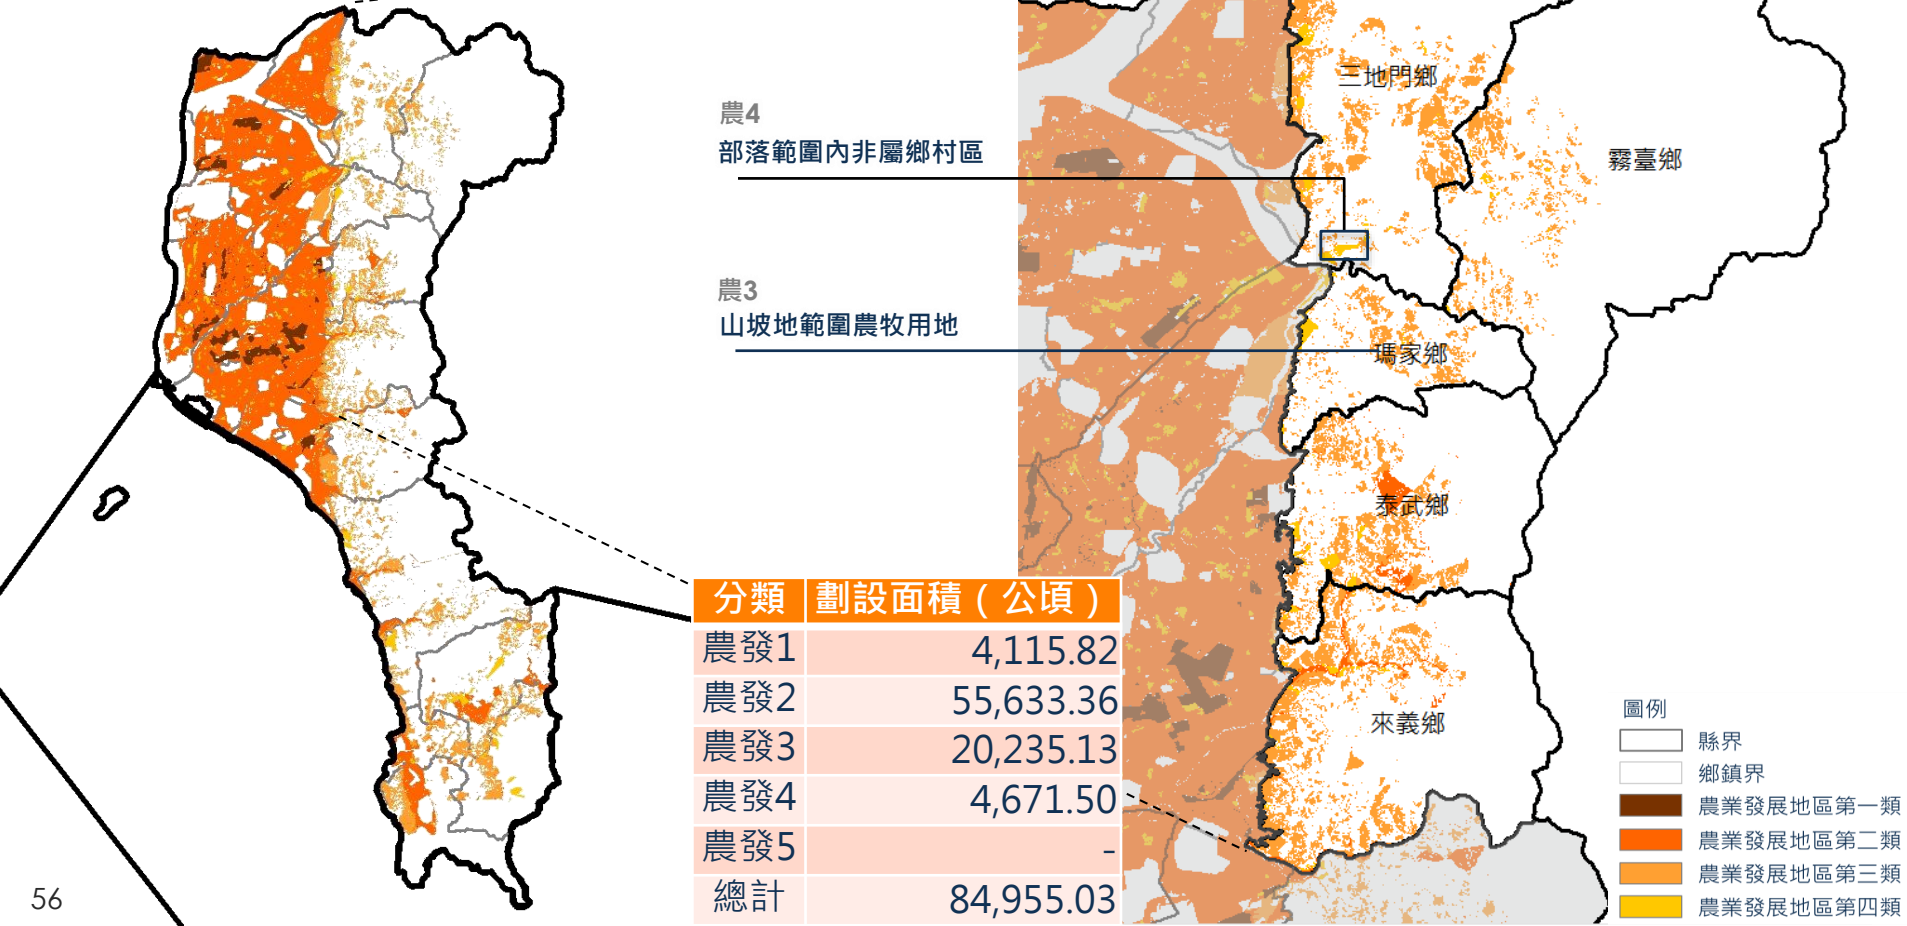 農4
部落範圍內非屬鄉村區
農3
山坡地範圍農牧用地
三地門鄉
霧臺鄉
瑪家鄉
泰武鄉
來義鄉
分類 劃設面積（公頃）
農發1 4,115.82
農發2 55,633.36
農發3 20,235.13
農發4 4,671.50
農發5 -
總計 84,955.03
圖例
縣界
鄉鎮界
農業發展地區第一類
農業發展地區第二類
農業發展地區第三類
農業發展地區第四類
56